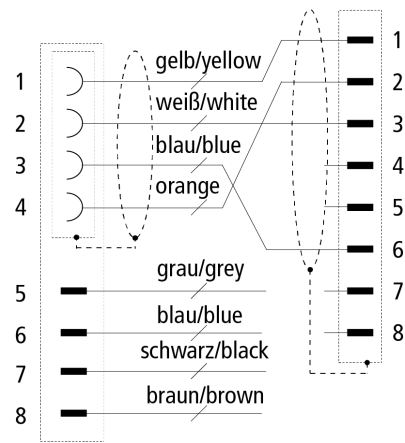 gelb/yellow
1
1
weiß/white
2
2
blau/blue
3
3
orange
4
4
5
6
grau/grey
5
7
blau/blue
6
8
schwarz/black
7
braun/brown
8